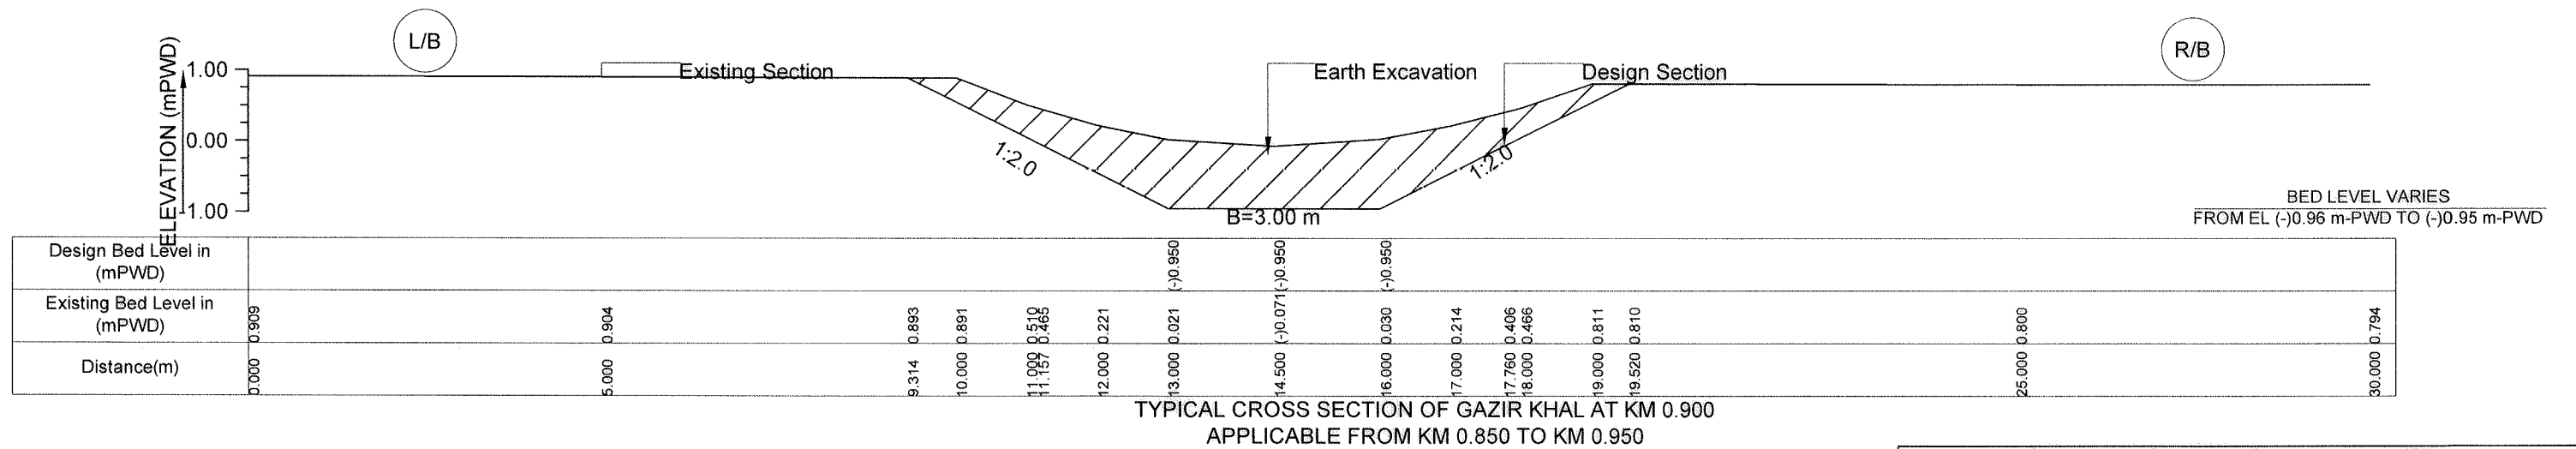 L/B
R/B
ELEVATION (mPWD)
1.00
0.00
-1.00
Existing Section
Earth Excavation
Design Section
1:2.0
1:2.0
B=3.00 m
BED LEVEL VARIES
FROM EL (-)0.96 m-PWD TO (-)0.95 m-PWD
Design Bed Level in
(mPWD)
(-)0.950 (-)0.950 (-)0.950
Existing Bed Level in
(mPWD)
0.909 0.904 0.893 0.891 0.510 0.465 0.221 0.021 (-)0.071 0.030 0.214 0.406 0.466 0.811 0.810 0.800 0.794
Distance(m)
0.000 5.000 9.314 10.000 11.000 11.157 12.000 13.000 14.500 16.000 17.000 17.760 18.000 19.000 19.520 25.000 30.000
TYPICAL CROSS SECTION OF GAZIR KHAL AT KM 0.900
APPLICABLE FROM KM 0.850 TO KM 0.950